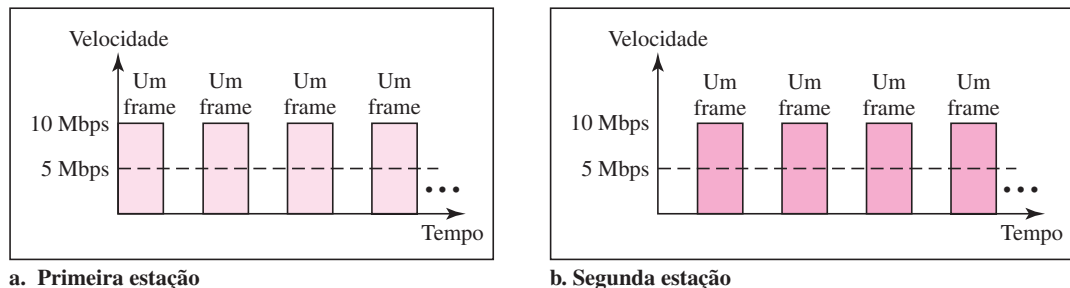 Velocidade
Um frame
Um frame
Um frame
Um frame
10 Mbps
5 Mbps
Tempo
a. Primeira estação
Velocidade
Um frame
Um frame
Um frame
Um frame
10 Mbps
5 Mbps
Tempo
b. Segunda estação